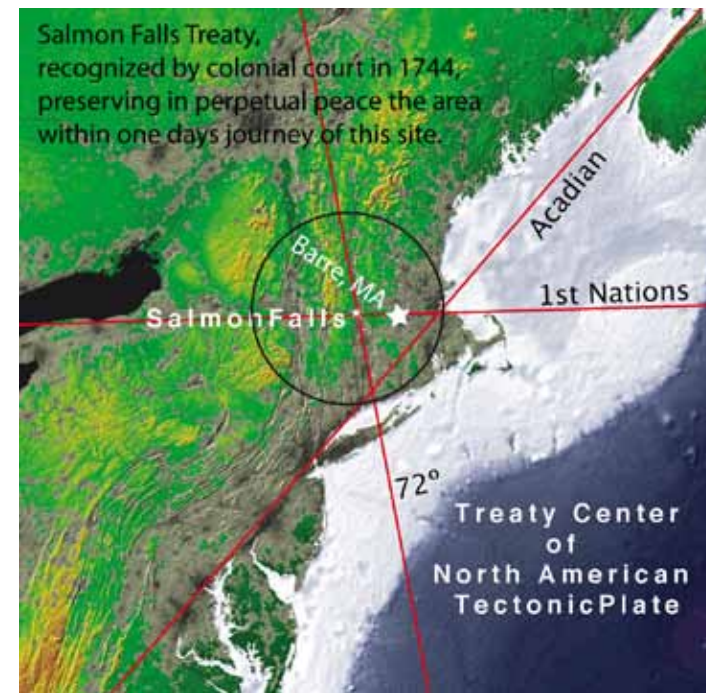 Salmon Falls Treaty,
recognized by colonial court in 1744,
preserving in perpetual peace the area
within one days journey of this site.
Acadian
Barre, MA
1st Nations
SalmonFalls
72º
Treaty Center
of
North American
TectonicPlate